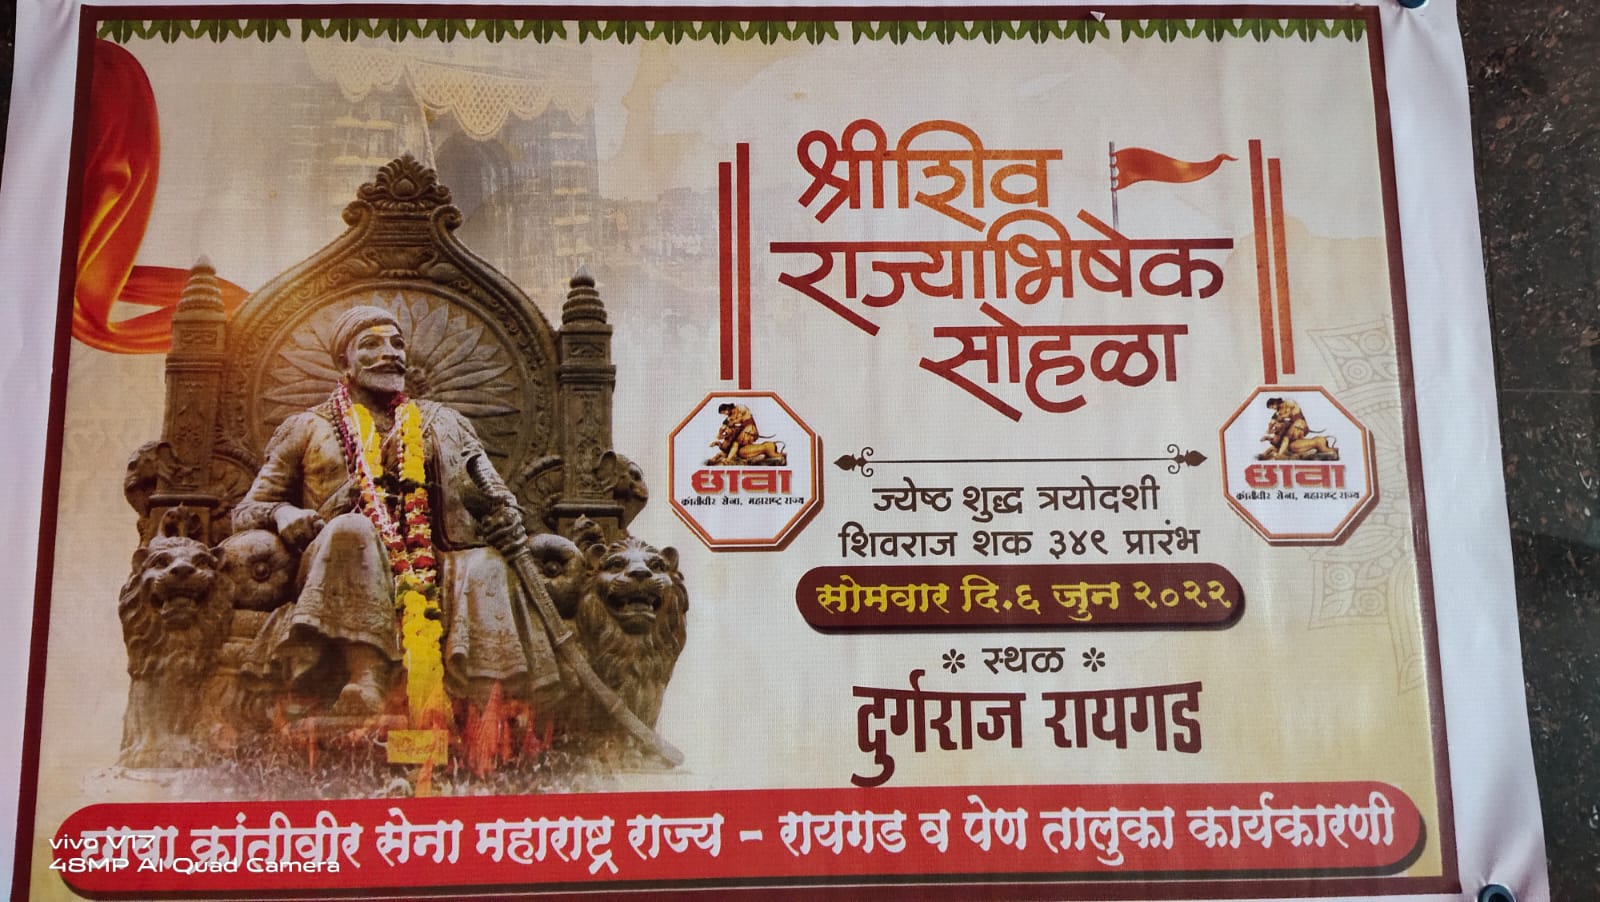 श्रीशिव
राज्याभिषेक
सोहळा
छावा
क्रांतीवीर सेना, महाराष्ट्र राज्य
छावा
क्रांतीवीर सेना, महाराष्ट्र राज्य
ज्येष्ठ शुद्ध त्रयोदशी
शिवराज शक ३४९ प्रारंभ
सोमवार दि.६ जुन २०२२
* स्थळ *
दुर्गराज रायगड
छावा क्रांतीवीर सेना महाराष्ट्र राज्य - रायगड व पेण तालुका कार्यकारणी
vivo V17
48MP AI Quad Camera